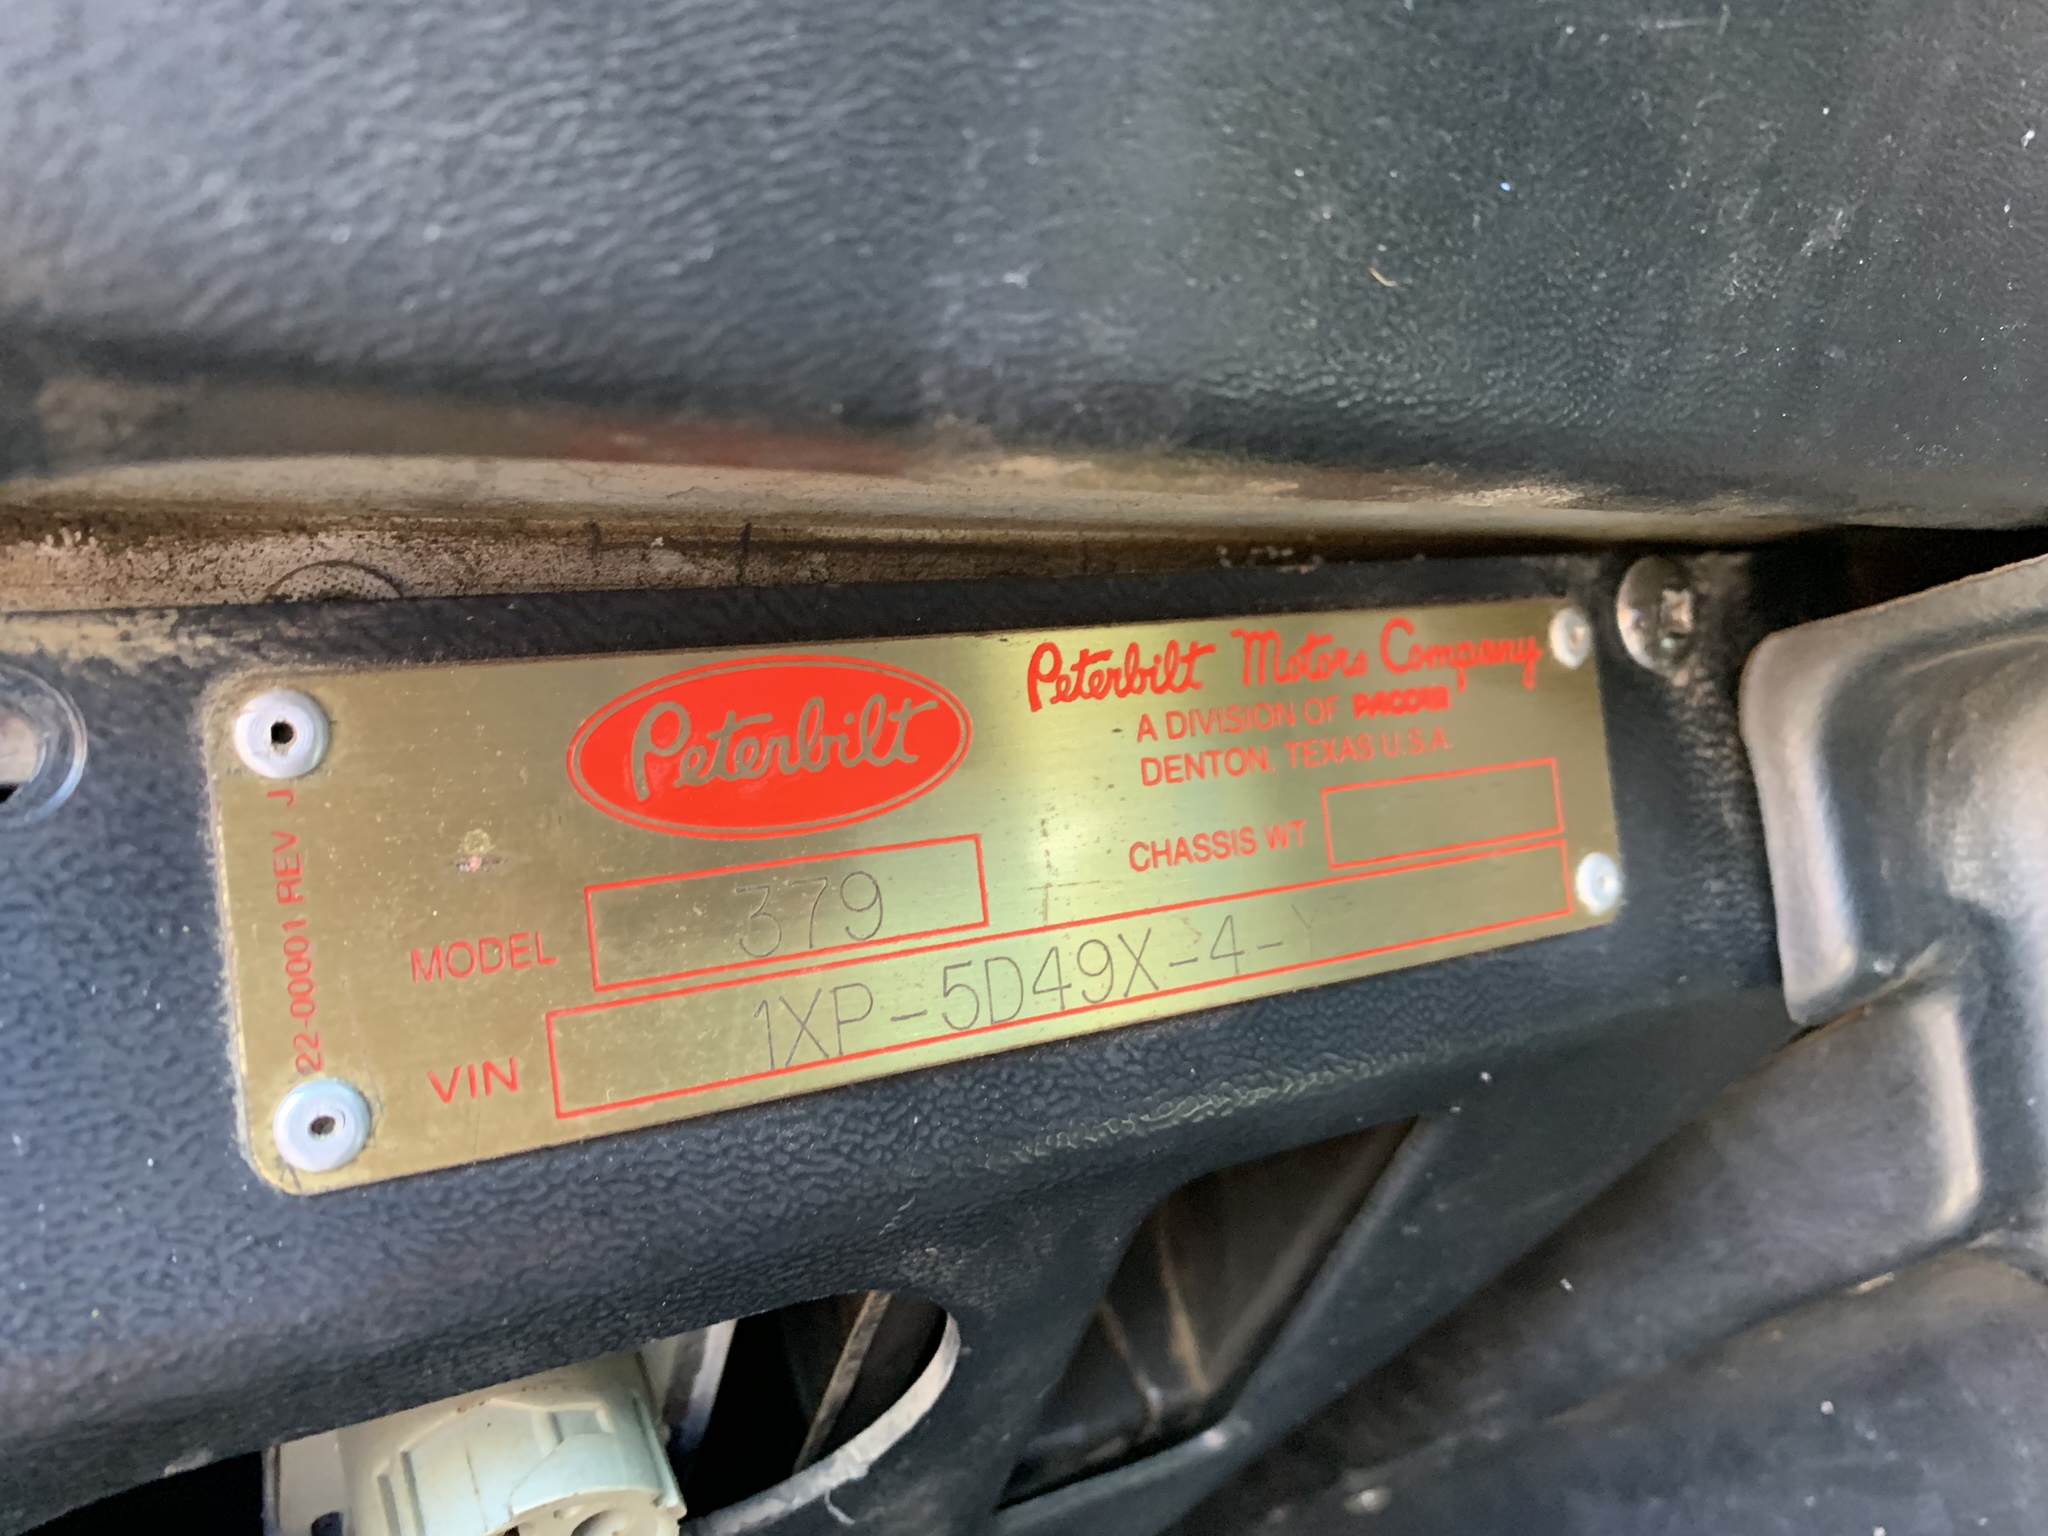 Peterbilt
Peterbilt Motors Company
A DIVISION OF PACCAR
DENTON, TEXAS U.S.A.
MODEL 379
CHASSIS WT
VIN 1XP-5D49X-4-Y
22-00001 REV J